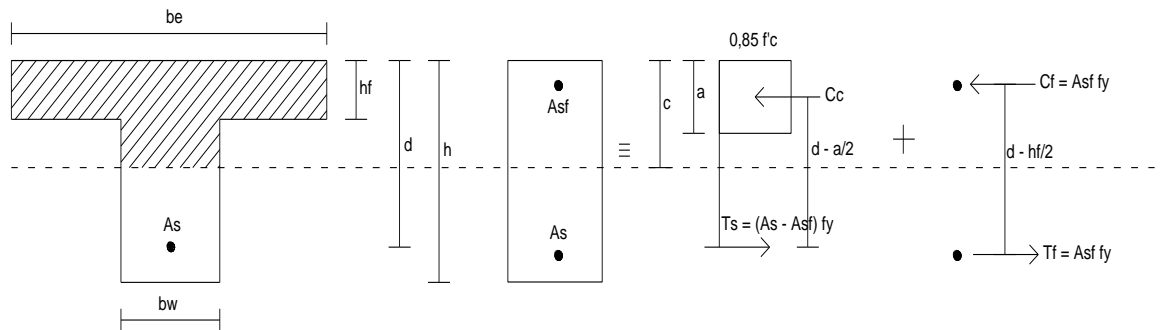 be
hf
d
h
As
bw
Asf
As
≡
c
a
0,85 f'c
Cc
d - a/2
Ts = (As - Asf) fy
+
Cf = Asf fy
d - hf/2
Tf = Asf fy